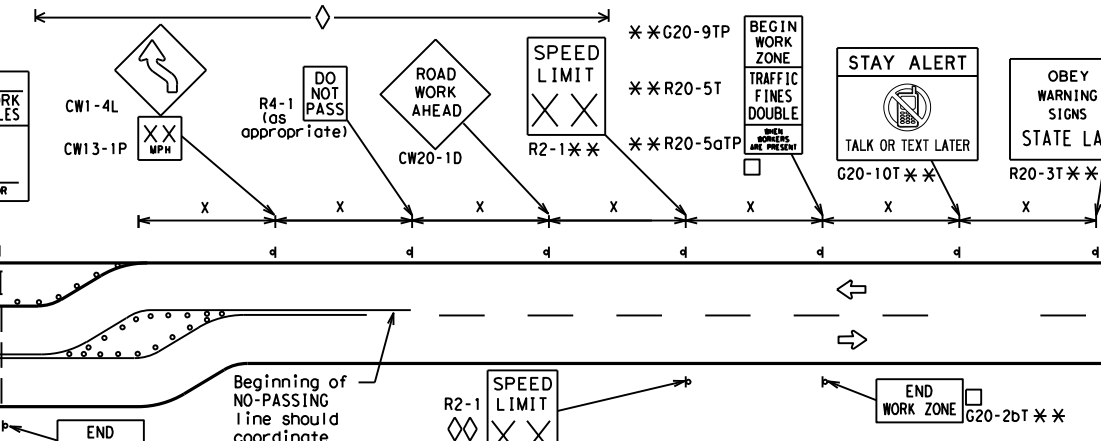 CW1-4L
XX
MPH
CW13-1P
R4-1
(as
appropriate)
DO
NOT
PASS
ROAD
WORK
AHEAD
CW20-1D
SPEED
LIMIT
X X
R2-1**
**G20-9TP
**R20-5T
**R20-5aTP
BEGIN
WORK
ZONE
TRAFFIC
FINES
DOUBLE
WHEN
WORKERS
ARE PRESENT
STAY ALERT
TALK OR TEXT LATER
G20-10T**
OBEY
WARNING
SIGNS
STATE LA
R20-3T**
RK
LES
OR
X X X X X X X
Beginning of
NO-PASSING
line should
coordinate
R2-1
SPEED
LIMIT
X X
END
WORK ZONE
G20-2bT**
END